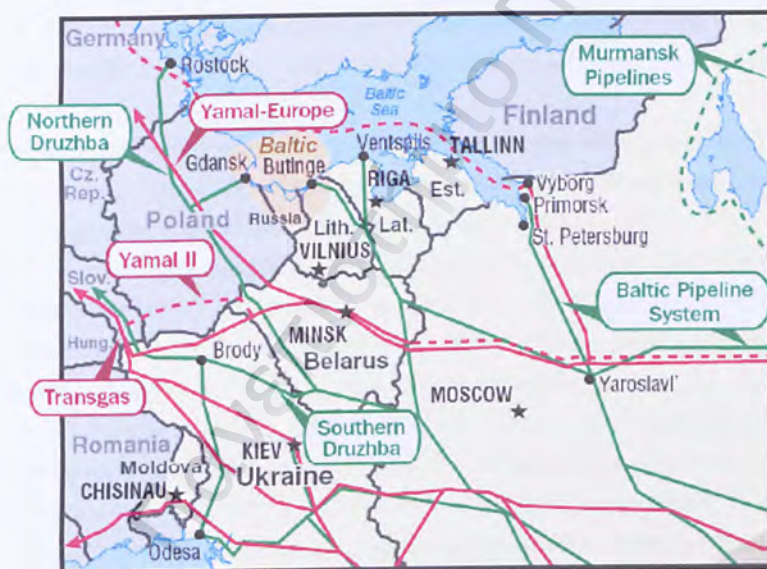 Germany
Rostock
Baltic
Sea
Murmansk
Pipelines
Yamal-Europe
Finland
Northern
Druzhba
Ventspils
TALLINN
Gdansk
Baltic
Butinge
RIGA
Est.
Vyborg
Primorsk
Cz.
Rep.
Russia
Lith.
Lat.
St. Petersburg
Poland
VILNIUS
Yamal II
Slov.
Baltic Pipeline
System
MINSK
Hung.
Brody
Belarus
Transgas
MOSCOW
Yaroslavl'
Southern
Druzhba
Romania
KIEV
Moldova
Ukraine
CHISINAU
Odesa